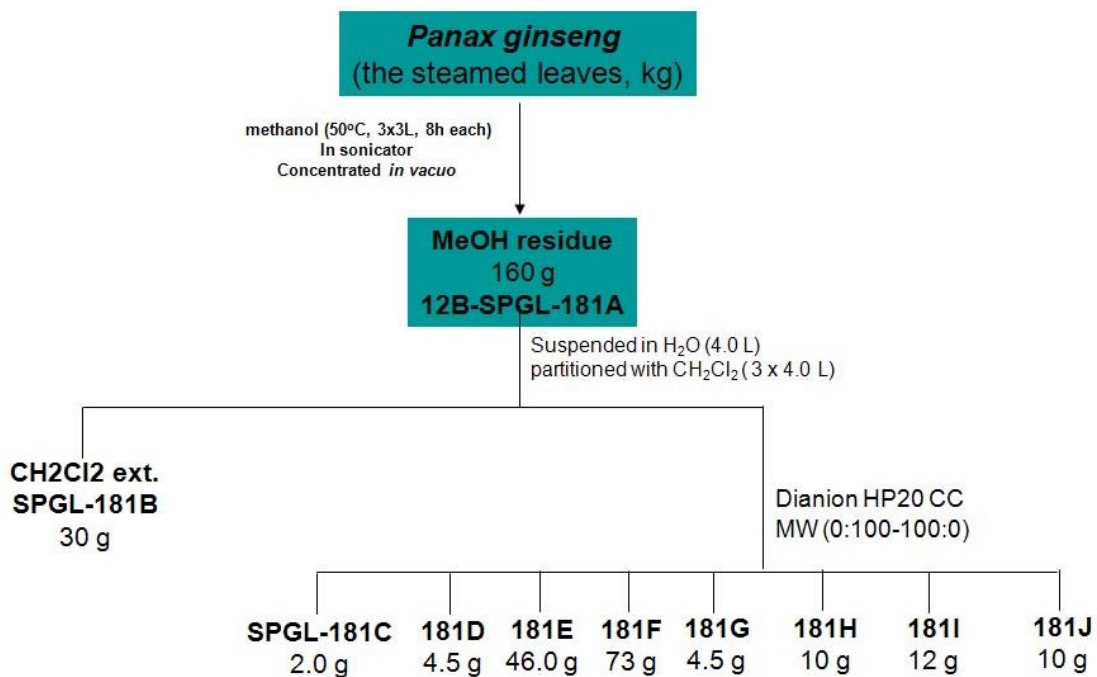 Panax ginseng
(the steamed leaves, kg)
methanol (50ºC, 3x3L, 8h each)
In sonicator
Concentrated in vacuo
MeOH residue
160 g
12B-SPGL-181A
Suspended in H₂O (4.0 L)
partitioned with CH₂Cl₂ ( 3 x 4.0 L)
CH2Cl2 ext.
SPGL-181B
30 g
Dianion HP20 CC
MW (0:100-100:0)
SPGL-181C 181D 181E 181F 181G 181H 181I 181J
2.0 g 4.5 g 46.0 g 73 g 4.5 g 10 g 12 g 10 g